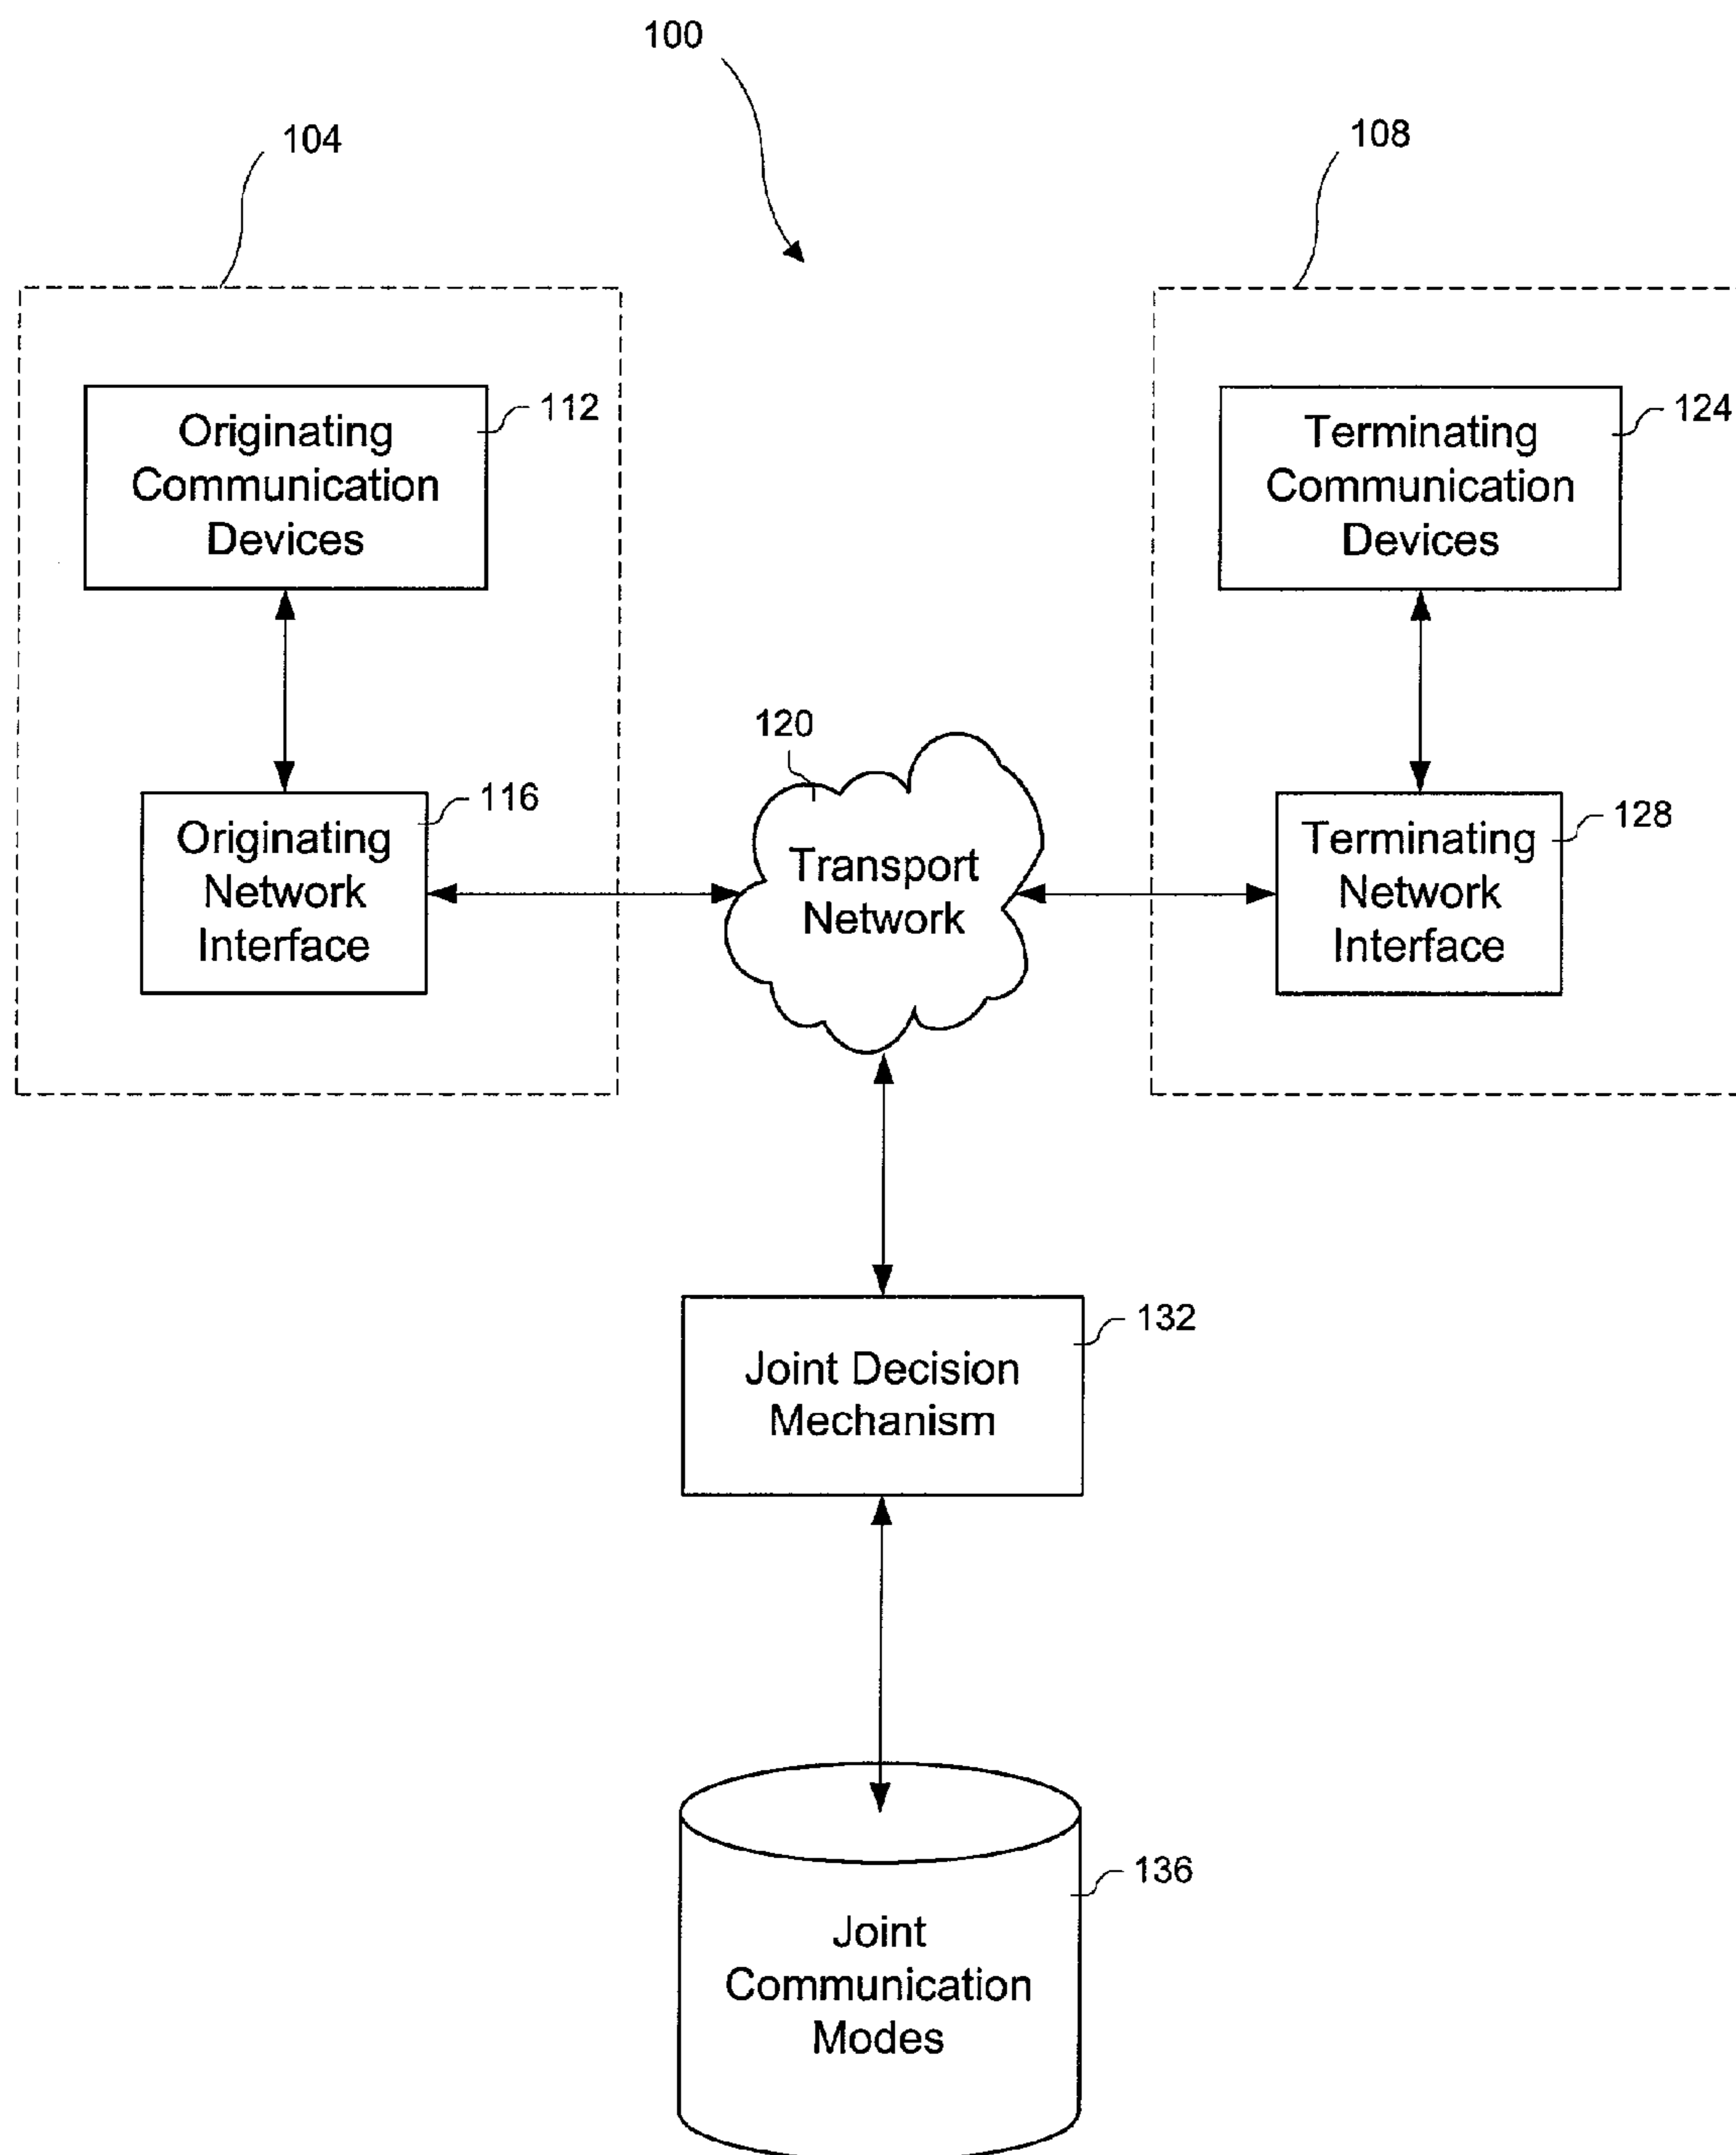 100
104
108
Originating
Communication
Devices
112
Terminating
Communication
Devices
124
Originating
Network
Interface
116
120
Transport
Network
Terminating
Network
Interface
128
Joint Decision
Mechanism
132
Joint
Communication
Modes
136